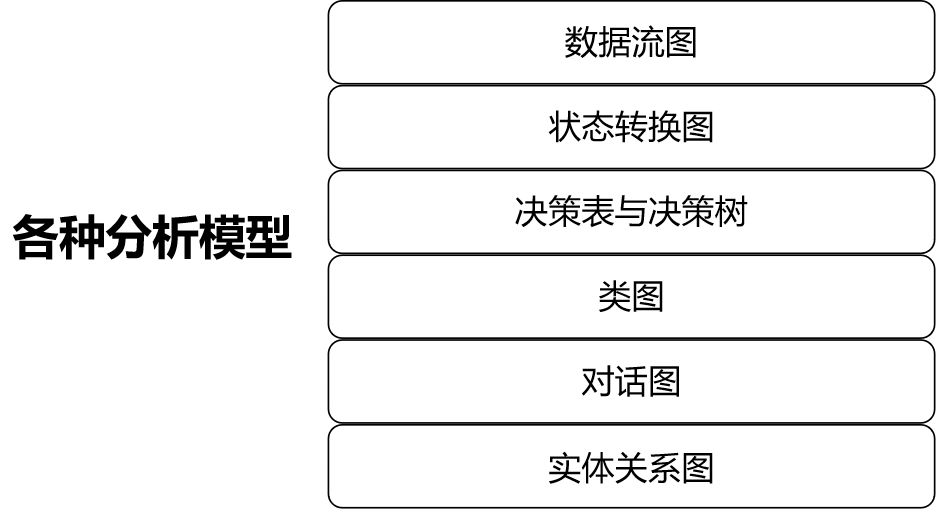 各种分析模型
数据流图
状态转换图
决策表与决策树
类图
对话图
实体关系图